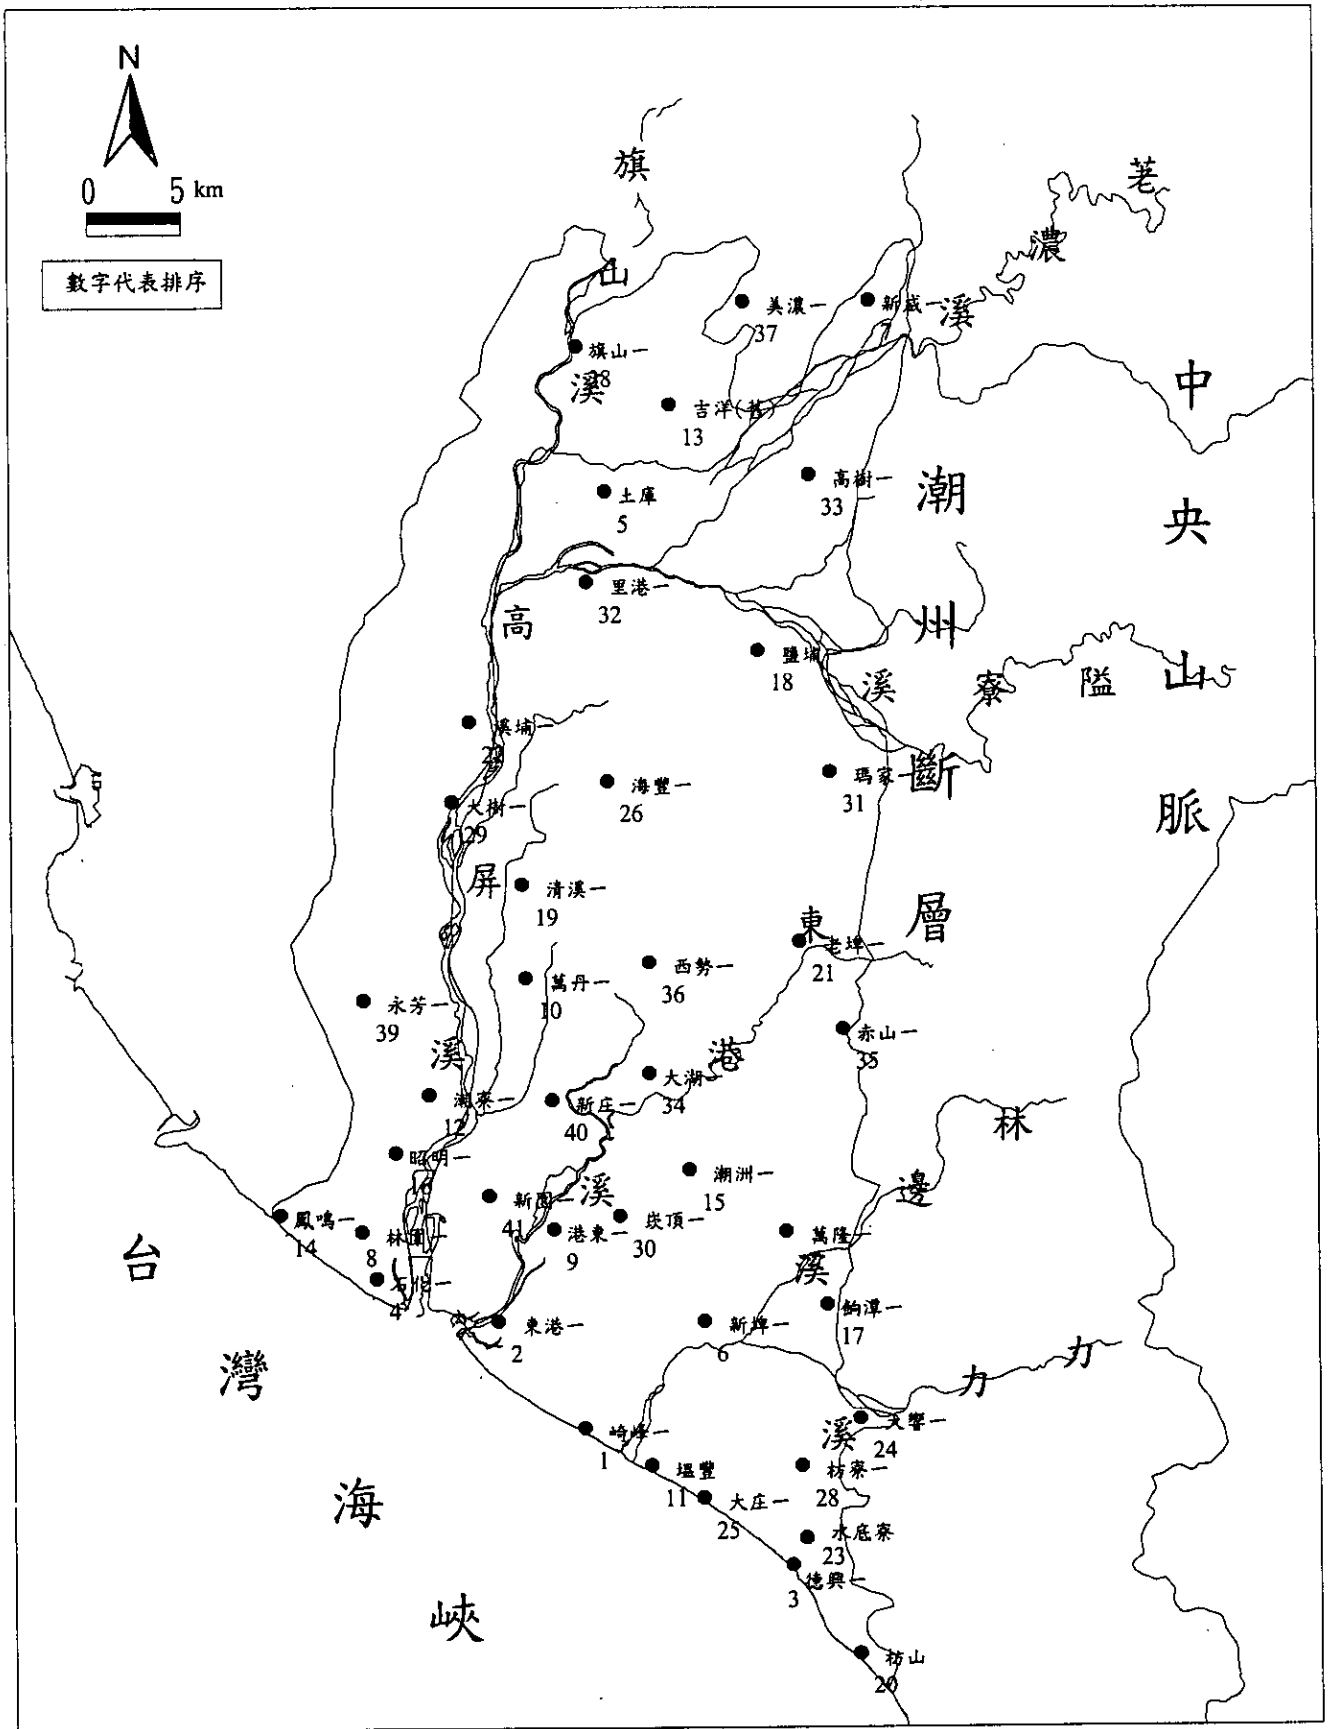 N
0 5 km
數字代表排序
旗山溪
荖濃溪
中央山脈
潮州斷層
隘寮溪
高屏溪
東港溪
林邊溪
力力溪
台灣海峽
美濃一
37
新威一
7
旗山一
吉洋(舊)
13
高樹一
33
土庫
5
里港一
32
鹽埔
18
溪埔一
瑪家一
31
海豐一
26
大樹一
29
清溪一
19
老埤一
21
西勢一
36
萬丹一
10
永芳一
39
赤山一
35
大湖一
34
新庄一
40
潮寮一
12
昭明一
16
潮洲一
15
新園一
41
鳳鳴一
14
林園一
8
港東一
9
崁頂一
30
萬隆一
石化一
4
餉潭一
17
東港一
2
新埤一
6
大響一
24
崎峰一
1
塭豐
11
枋寮一
28
大庄一
25
水底寮
23
德興一
3
枋山
20